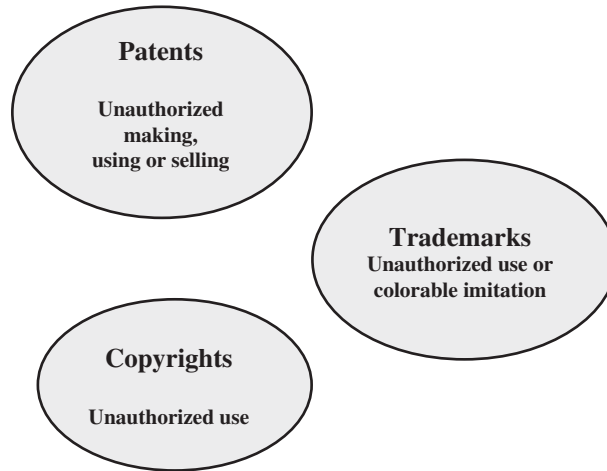 Patents
Unauthorized
making,
using or selling
Trademarks
Unauthorized use or
colorable imitation
Copyrights
Unauthorized use